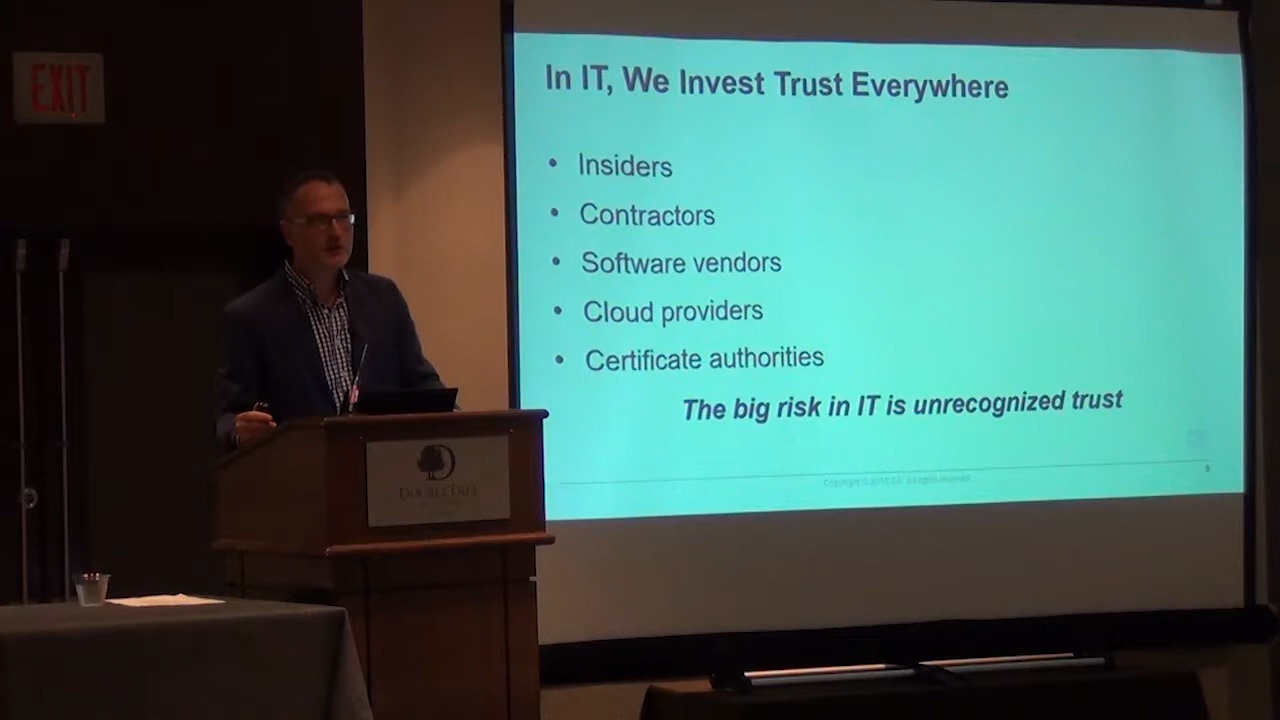 EXIT
In IT, We Invest Trust Everywhere
• Insiders
• Contractors
• Software vendors
• Cloud providers
• Certificate authorities
The big risk in IT is unrecognized trust
DOUBLETREE